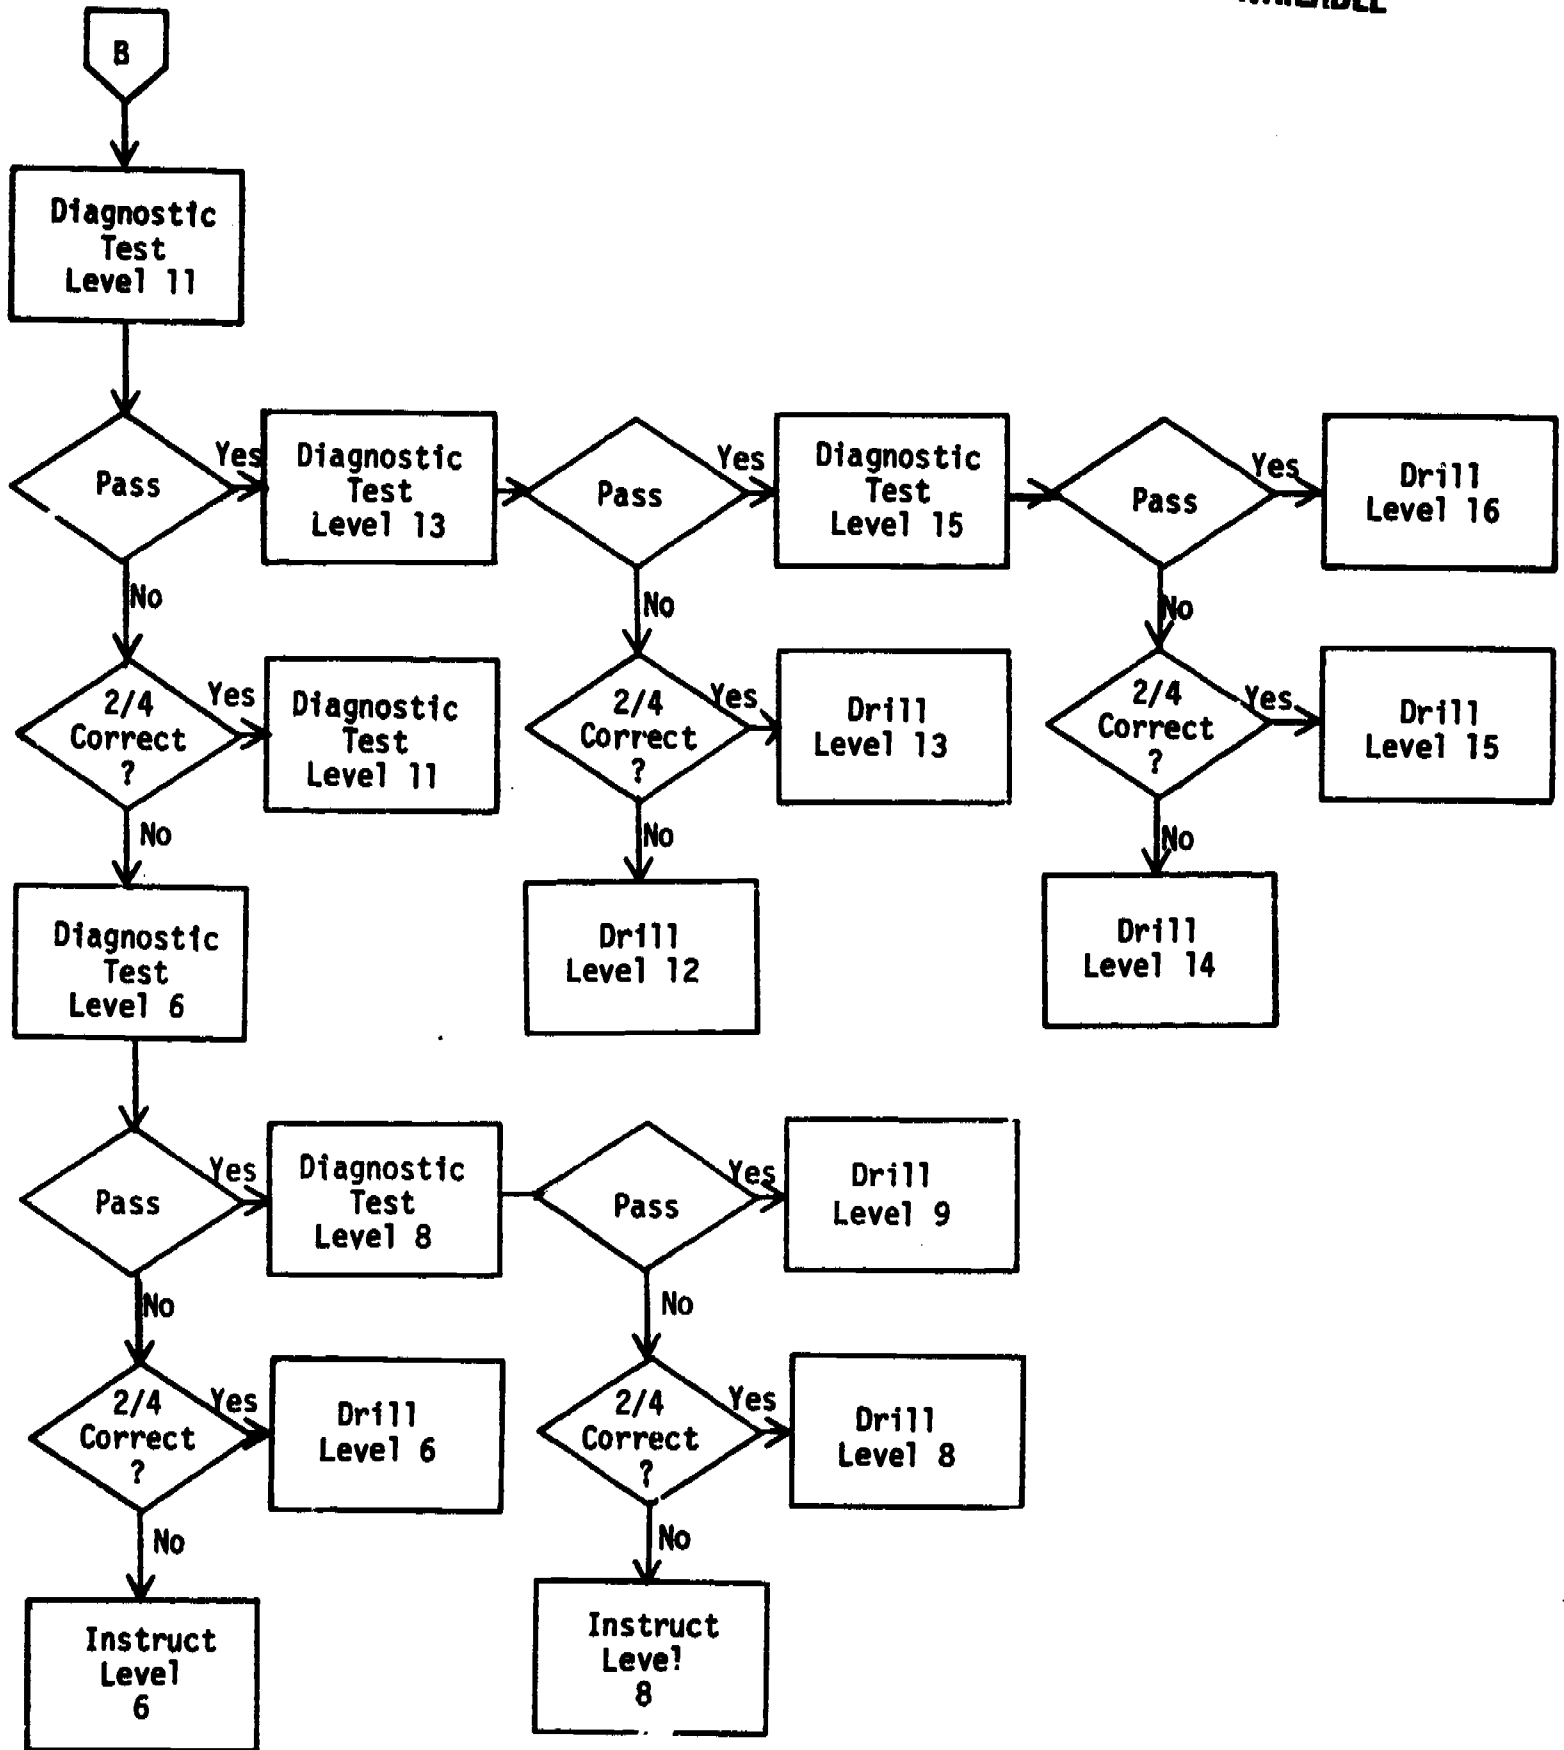 B
Diagnostic
Test
Level 11
Pass
Yes
Diagnostic
Test
Level 13
Pass
Yes
Diagnostic
Test
Level 15
Pass
Yes
Drill
Level 16
No
No
No
2/4
Correct
?
Yes
Diagnostic
Test
Level 11
2/4
Correct
?
Yes
Drill
Level 13
2/4
Correct
?
Yes
Drill
Level 15
No
No
No
Diagnostic
Test
Level 6
Drill
Level 12
Drill
Level 14
Pass
Yes
Diagnostic
Test
Level 8
Pass
Yes
Drill
Level 9
No
No
2/4
Correct
?
Yes
Drill
Level 6
2/4
Correct
?
Yes
Drill
Level 8
No
No
Instruct
Level
6
Instruct
Level
8